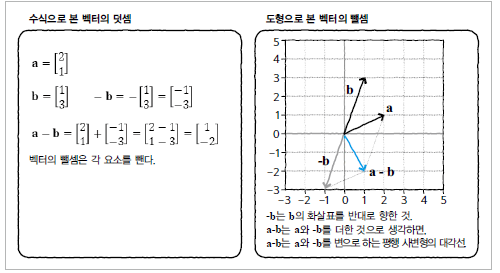 수식으로 본 벡터의 덧셈
a = [2 1]
b = [1 3]   -b = -[1 3] = [-1 -3]
a - b = [2 1] + [-1 -3] = [2 - 1 1 - 3] = [1 -2]
벡터의 뺄셈은 각 요소를 뺀다.
도형으로 본 벡터의 뺄셈
5
4
3
2
1
0
-1
-2
-3
b
a
-b
a - b
-3 -2 -1 0 1 2 3 4 5
-b는 b의 화살표를 반대로 향한 것.
a-b는 a와 -b를 더한 것으로 생각하면,
a-b는 a와 -b를 변으로 하는 평행 사변형의 대각선.